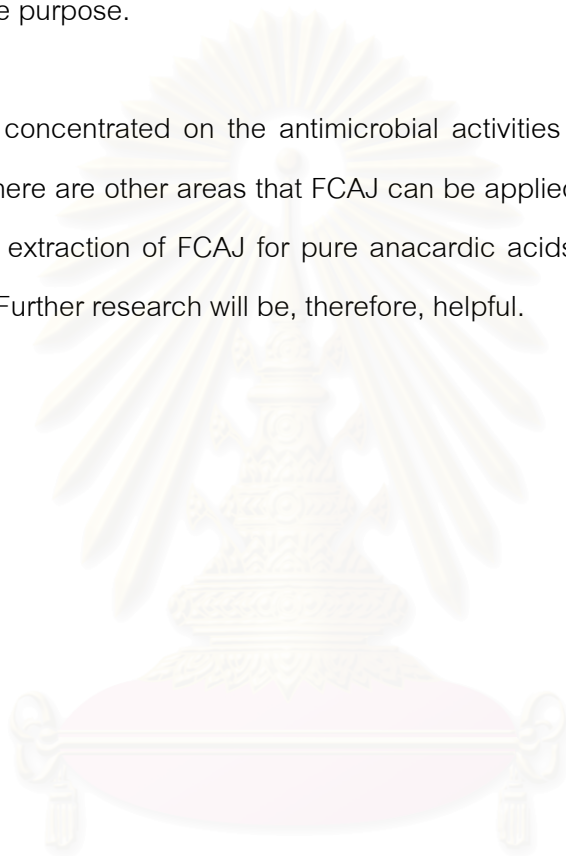 e purpose.
concentrated on the antimicrobial activities
here are other areas that FCAJ can be applied
extraction of FCAJ for pure anacardic acids
Further research will be, therefore, helpful.